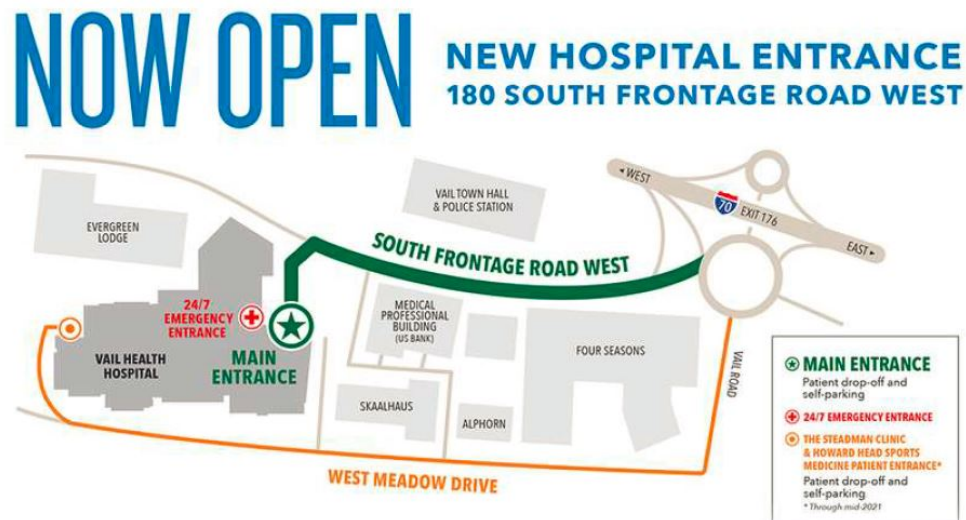 NOW OPEN
NEW HOSPITAL ENTRANCE
180 SOUTH FRONTAGE ROAD WEST
EVERGREEN
LODGE
VAIL TOWN HALL
& POLICE STATION
◂ WEST
70
EXIT 176
EAST ▸
SOUTH FRONTAGE ROAD WEST
24/7
EMERGENCY
ENTRANCE
MAIN
ENTRANCE
VAIL HEALTH
HOSPITAL
MEDICAL
PROFESSIONAL
BUILDING
(US BANK)
FOUR SEASONS
SKAALHAUS
ALPHORN
VAIL ROAD
WEST MEADOW DRIVE
MAIN ENTRANCE
Patient drop-off and
self-parking
24/7 EMERGENCY ENTRANCE
THE STEADMAN CLINIC
& HOWARD HEAD SPORTS
MEDICINE PATIENT ENTRANCE*
Patient drop-off and
self-parking
* Through mid-2021